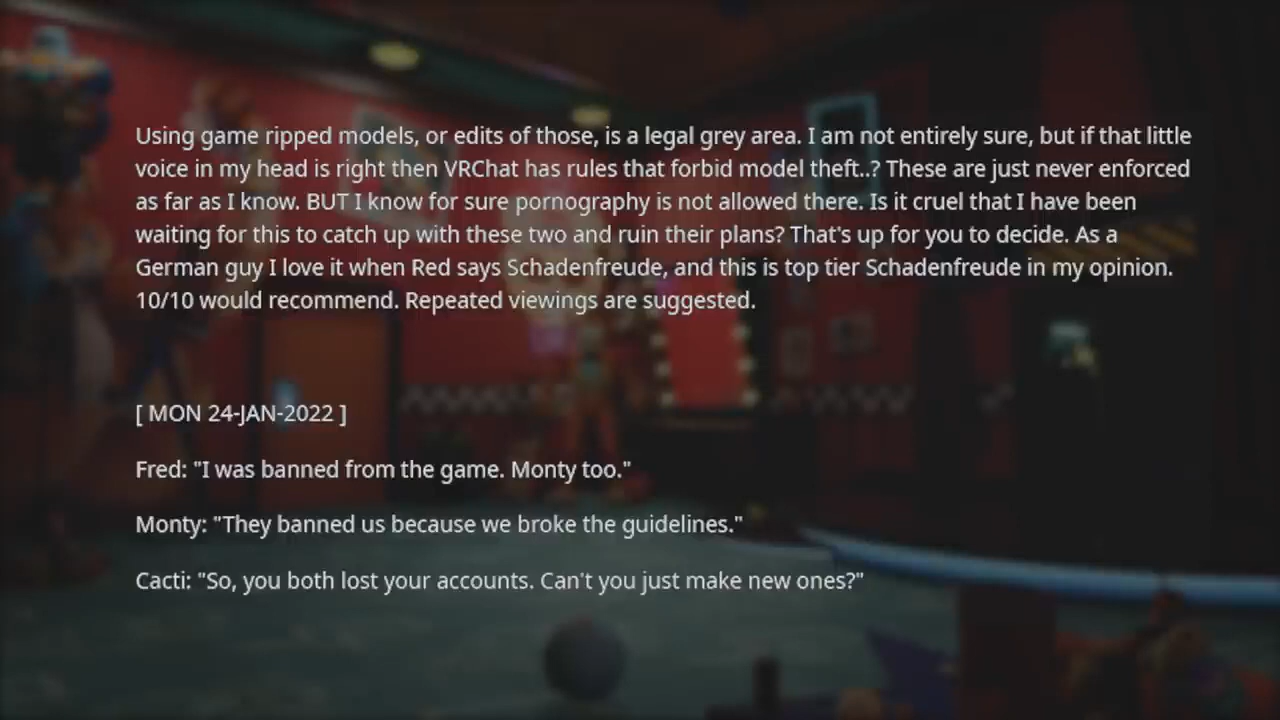 Using game ripped models, or edits of those, is a legal grey area. I am not entirely sure, but if that little
voice in my head is right then VRChat has rules that forbid model theft..? These are just never enforced
as far as I know. BUT I know for sure pornography is not allowed there. Is it cruel that I have been
waiting for this to catch up with these two and ruin their plans? That's up for you to decide. As a
German guy I love it when Red says Schadenfreude, and this is top tier Schadenfreude in my opinion.
10/10 would recommend. Repeated viewings are suggested.
[ MON 24-JAN-2022 ]
Fred: "I was banned from the game. Monty too."
Monty: "They banned us because we broke the guidelines."
Cacti: "So, you both lost your accounts. Can't you just make new ones?"